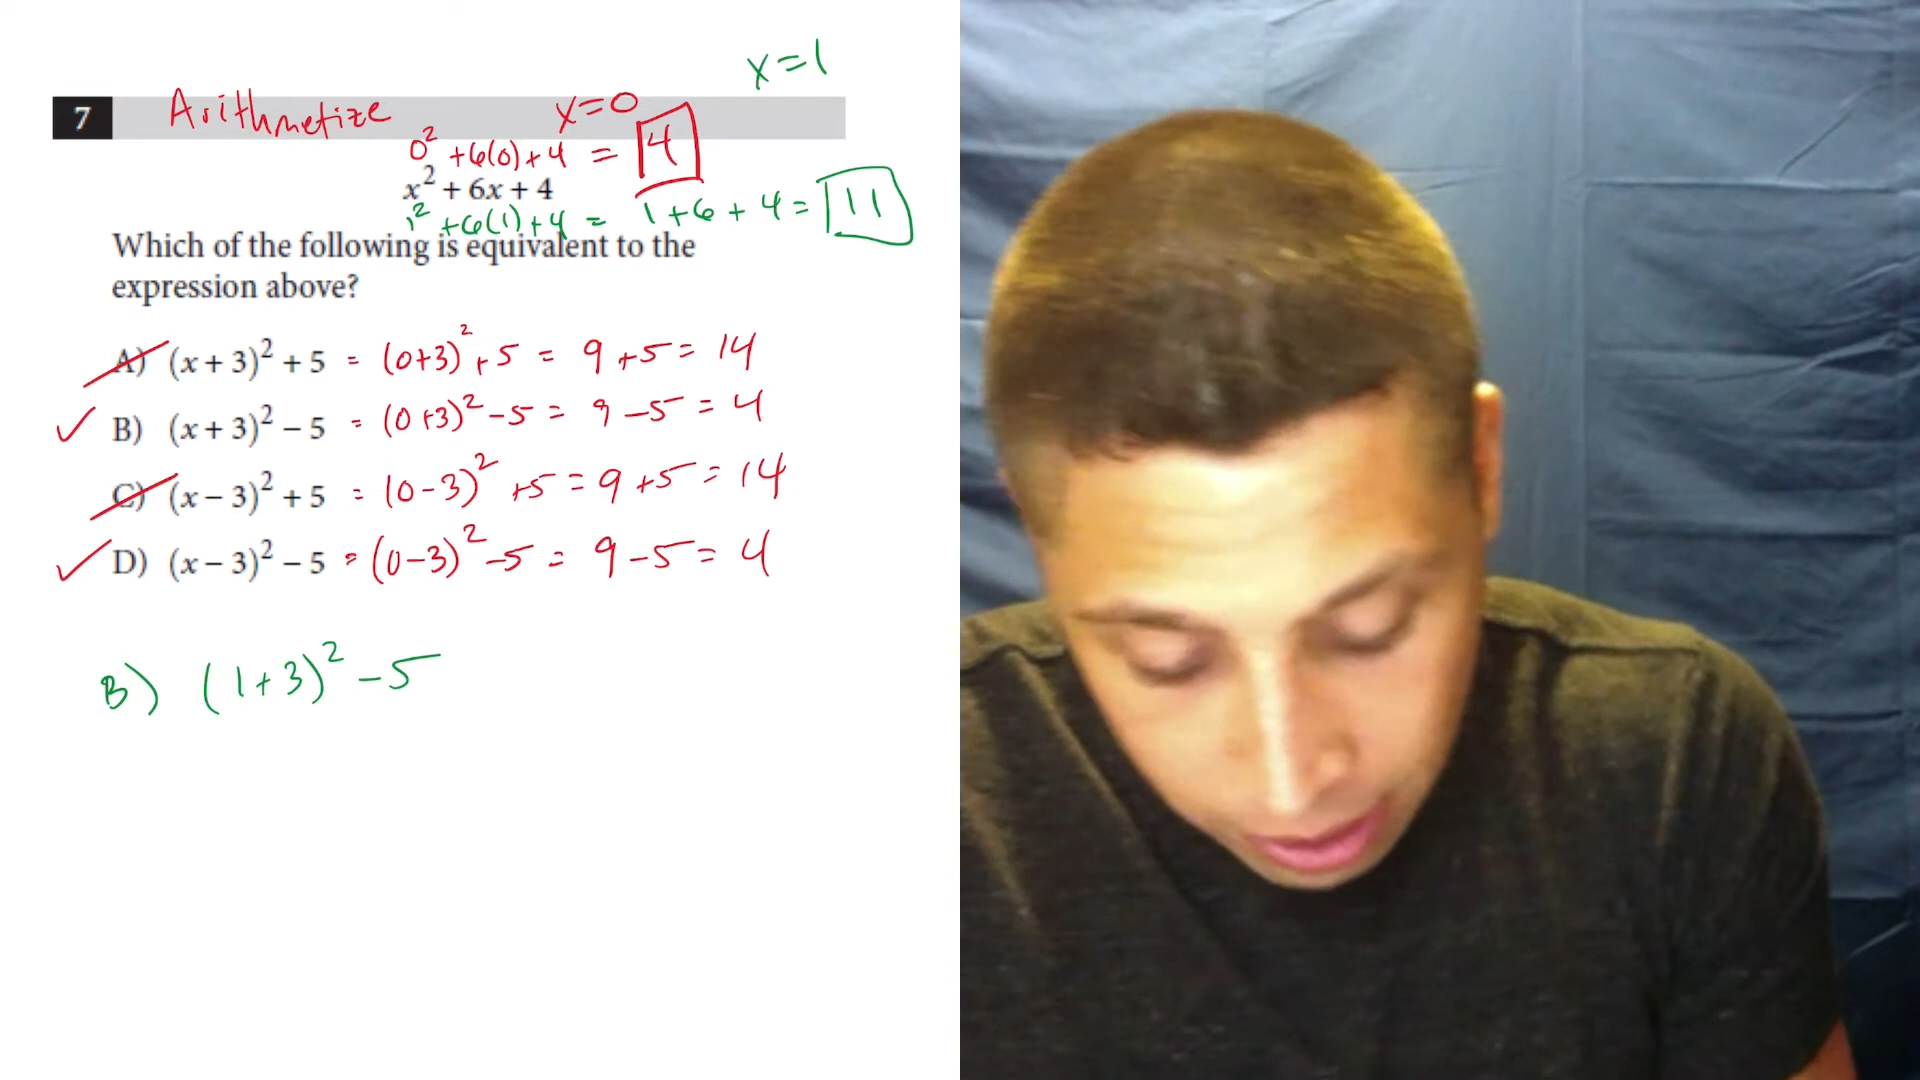 x=1
7 Arithmetize x=0
0² +6(0)+4 = 4
x² + 6x + 4
1² +6(1)+4 = 1+6+4= 11
Which of the following is equivalent to the
expression above?
A) (x + 3)² + 5 = (0+3)² +5 = 9+5= 14
B) (x + 3)² – 5 = (0+3)² -5 = 9-5 = 4
C) (x – 3)² + 5 = (0-3)² +5 = 9+5 = 14
D) (x – 3)² – 5 = (0-3)² -5 = 9-5 = 4
B) (1+3)² -5